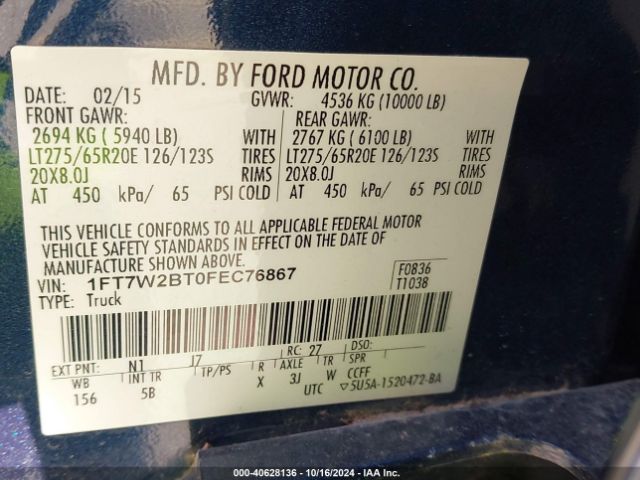 MFD. BY FORD MOTOR CO.
DATE: 02/15 GVWR: 4536 KG (10000 LB)
FRONT GAWR: REAR GAWR:
2694 KG ( 5940 LB) WITH 2767 KG ( 6100 LB) WITH
LT275/65R20E 126/123S TIRES LT275/65R20E 126/123S TIRES
20X8.0J RIMS 20X8.0J RIMS
AT 450 kPa/ 65 PSI COLD AT 450 kPa/ 65 PSI COLD
THIS VEHICLE CONFORMS TO ALL APPLICABLE FEDERAL MOTOR
VEHICLE SAFETY STANDARDS IN EFFECT ON THE DATE OF
MANUFACTURE SHOWN ABOVE.
VIN: 1FT7W2BT0FEC76867 F0836
TYPE: Truck T1038
EXT PNT: N1 J7 RC: 27 DSO:
WB INT TR TP/PS R AXLE TR SPR
156 5B X 3J W CCFF
UTC ▽5U5A-1520472-BA
000-40628136 - 10/16/2024 - IAA Inc.